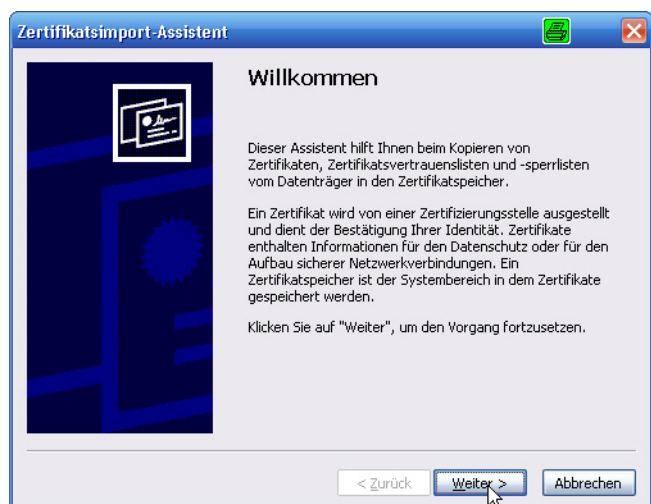 Zertifikatsimport-Assistent
Willkommen
Dieser Assistent hilft Ihnen beim Kopieren von
Zertifikaten, Zertifikatsvertrauenslisten und -sperrlisten
vom Datenträger in den Zertifikatspeicher.
Ein Zertifikat wird von einer Zertifizierungsstelle ausgestellt
und dient der Bestätigung Ihrer Identität. Zertifikate
enthalten Informationen für den Datenschutz oder für den
Aufbau sicherer Netzwerkverbindungen. Ein
Zertifikatspeicher ist der Systembereich in dem Zertifikate
gespeichert werden.
Klicken Sie auf "Weiter", um den Vorgang fortzusetzen.
< Zurück Weiter > Abbrechen